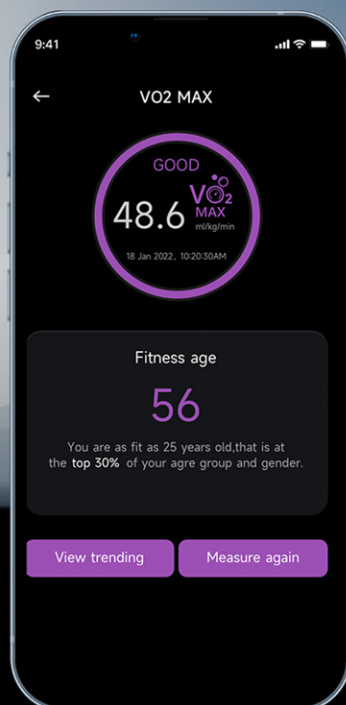 9:41
VO2 MAX
GOOD
48.6
VO2
MAX
ml/kg/min
18 Jan 2022, 10:20:30AM
Fitness age
56
You are as fit as 25 years old,that is at
the top 30% of your agre group and gender.
View trending
Measure again